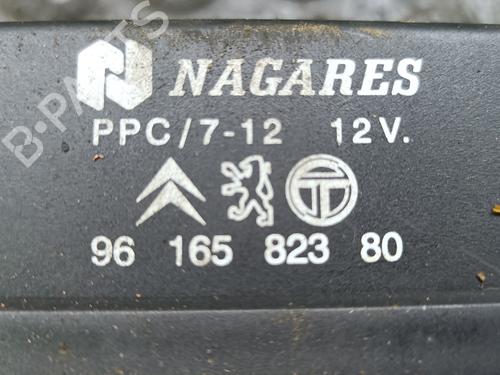 NAGARES
PPC/7-12 12V.
96 165 823 80
B-PARTS